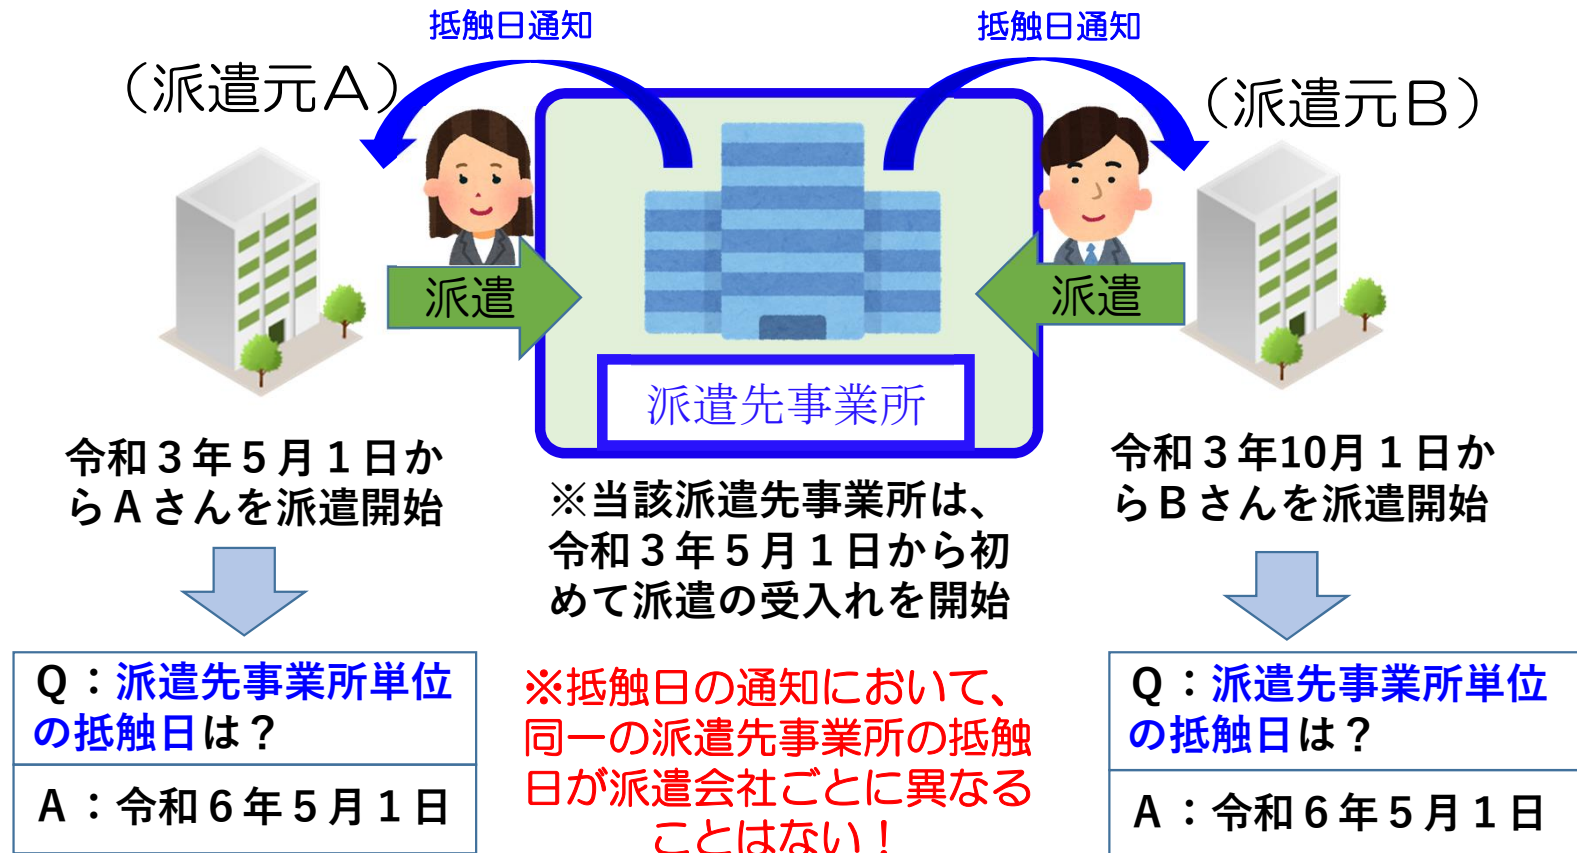 抵触日通知
抵触日通知
（派遣元Ａ）
（派遣元Ｂ）
派遣
派遣
派遣先事業所
令和３年５月１日か
らＡさんを派遣開始
※当該派遣先事業所は、
令和３年５月１日から初
めて派遣の受入れを開始
令和３年10月１日か
らＢさんを派遣開始
Ｑ：派遣先事業所単位
の抵触日は？
Ａ：令和６年５月１日
※抵触日の通知において、
同一の派遣先事業所の抵触
日が派遣会社ごとに異なる
ことはない！
Ｑ：派遣先事業所単位
の抵触日は？
Ａ：令和６年５月１日